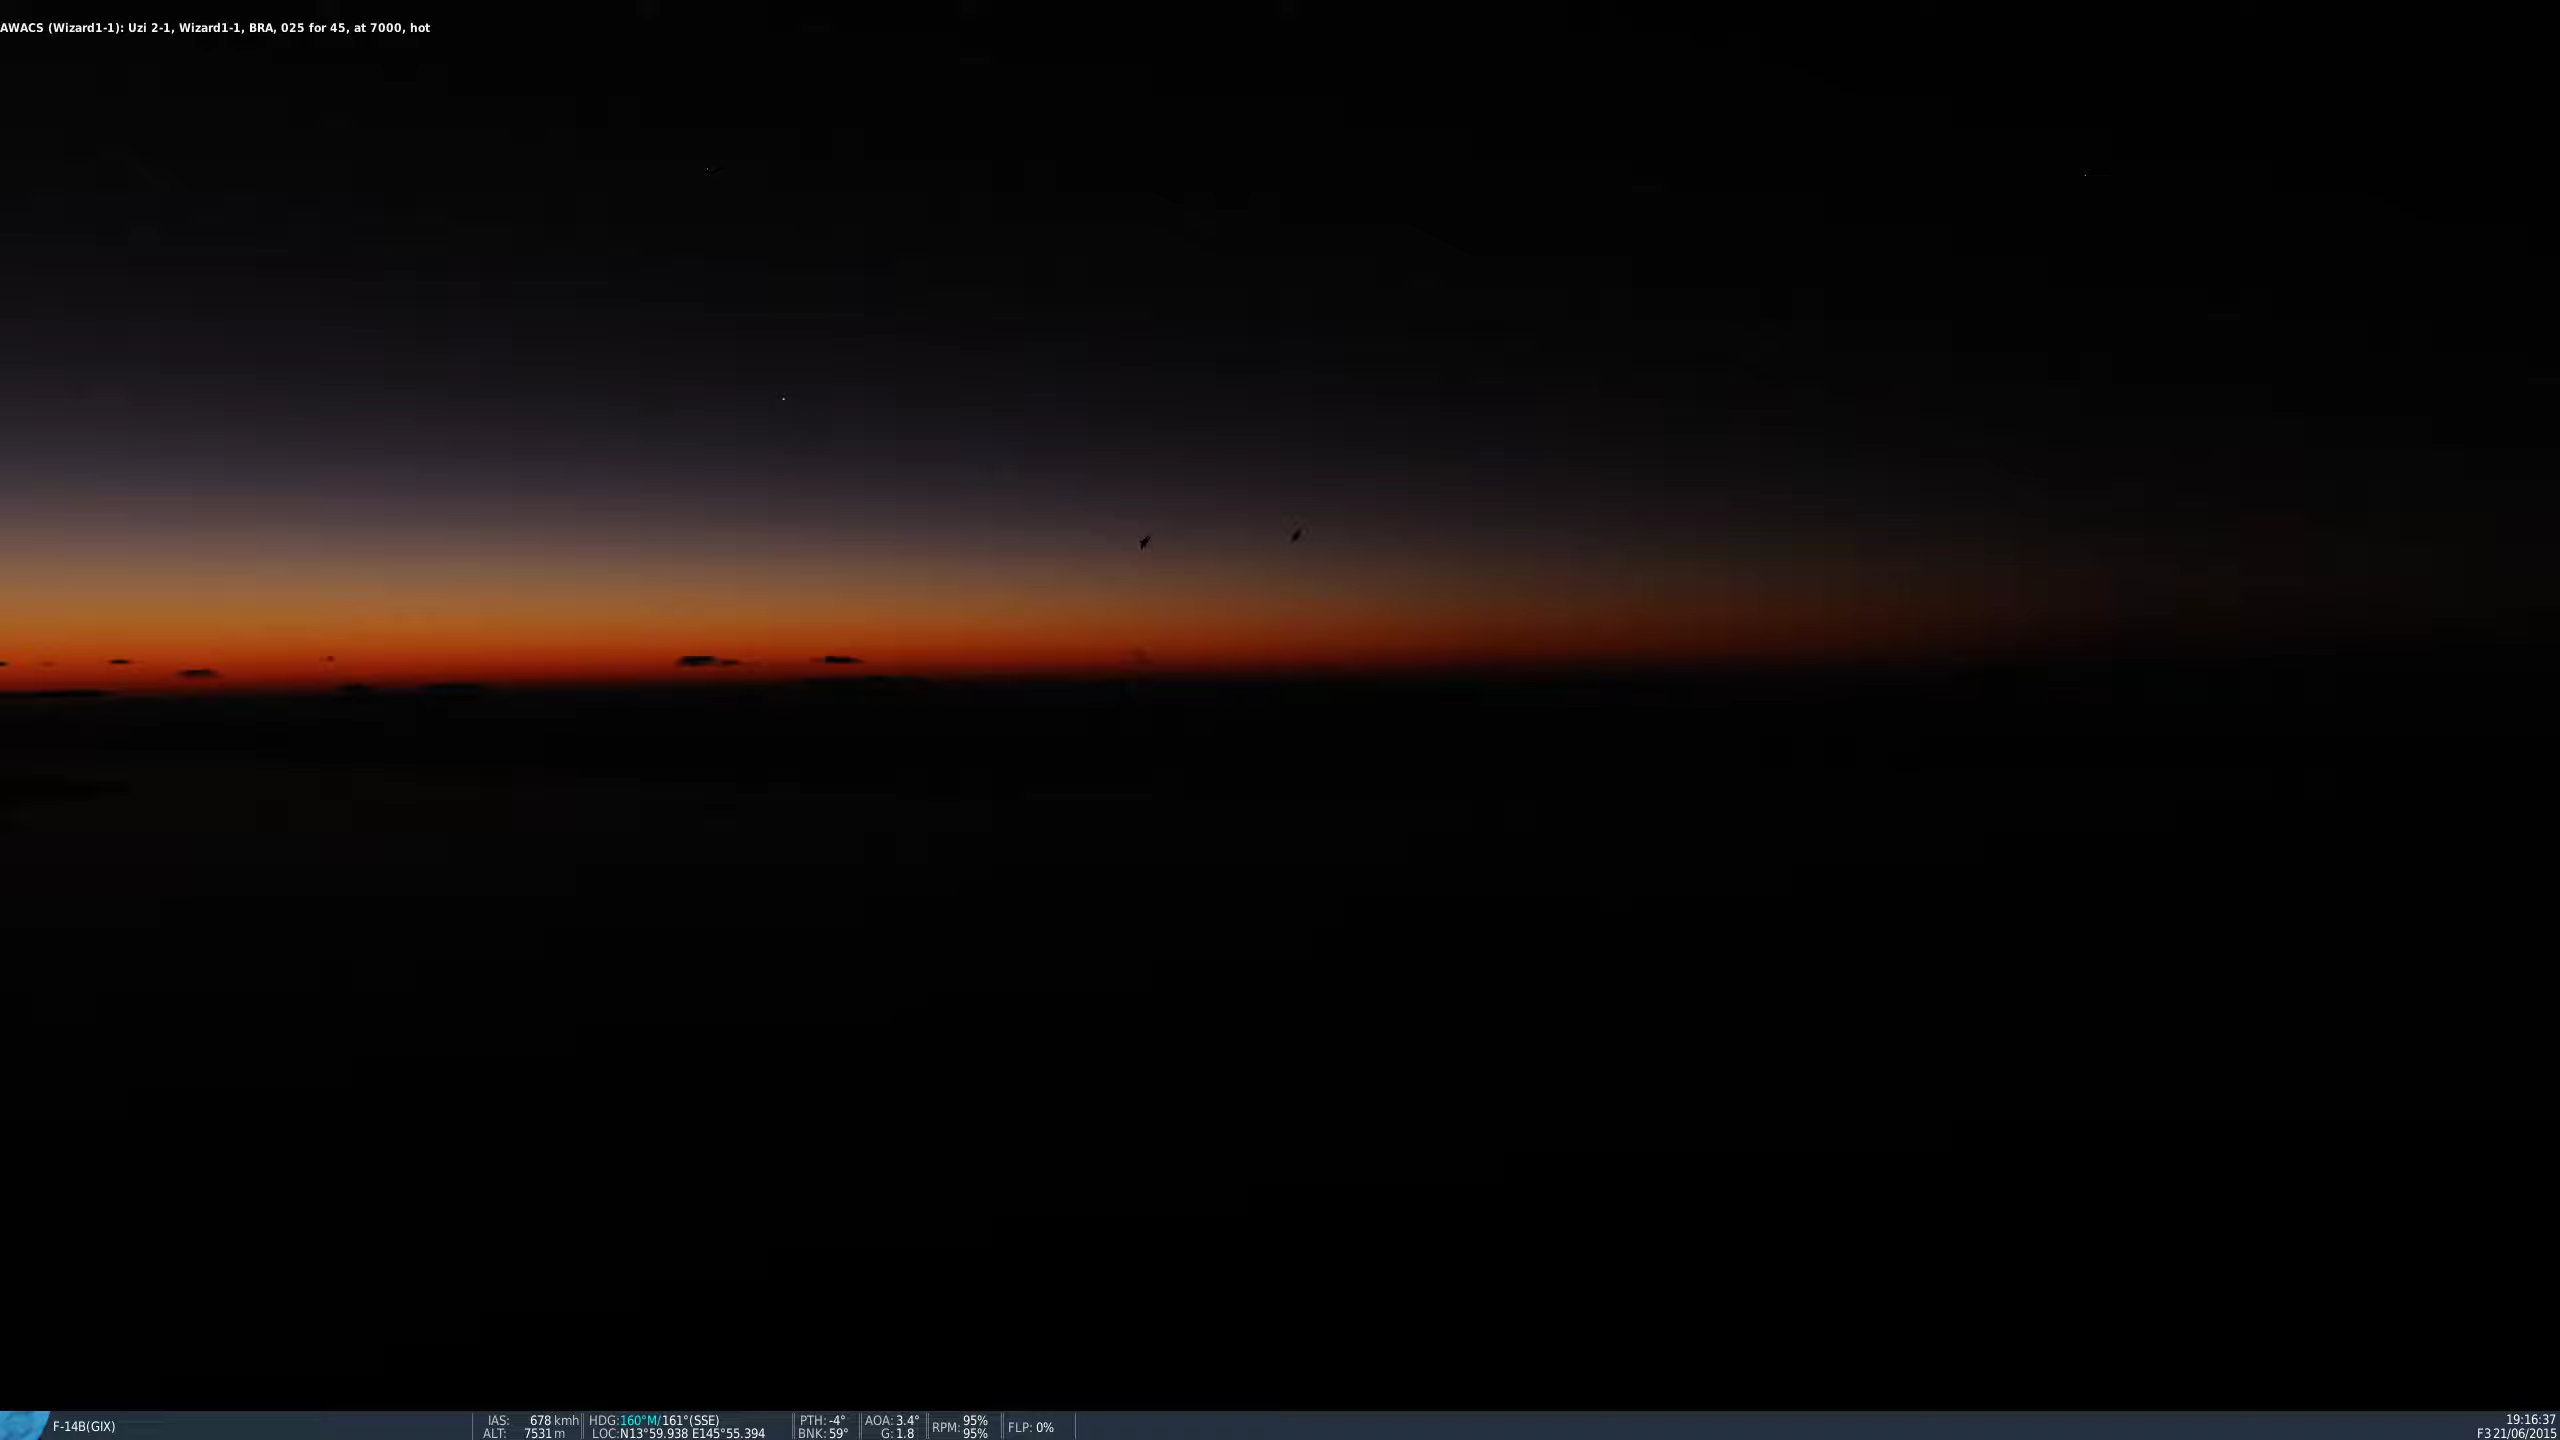 AWACS (Wizard1-1): Uzi 2-1, Wizard1-1, BRA, 025 for 45, at 7000, hot
F-14B(GIX)
IAS: 678 kmh HDG:160°M/161°(SSE) PTH: -4° AOA: 3.4° RPM: 95% FLP: 0% 19:16:37
ALT: 7531 m LOC:N13°59.938 E145°55.394 BNK: 59° G: 1.8 95% F3 21/06/2015